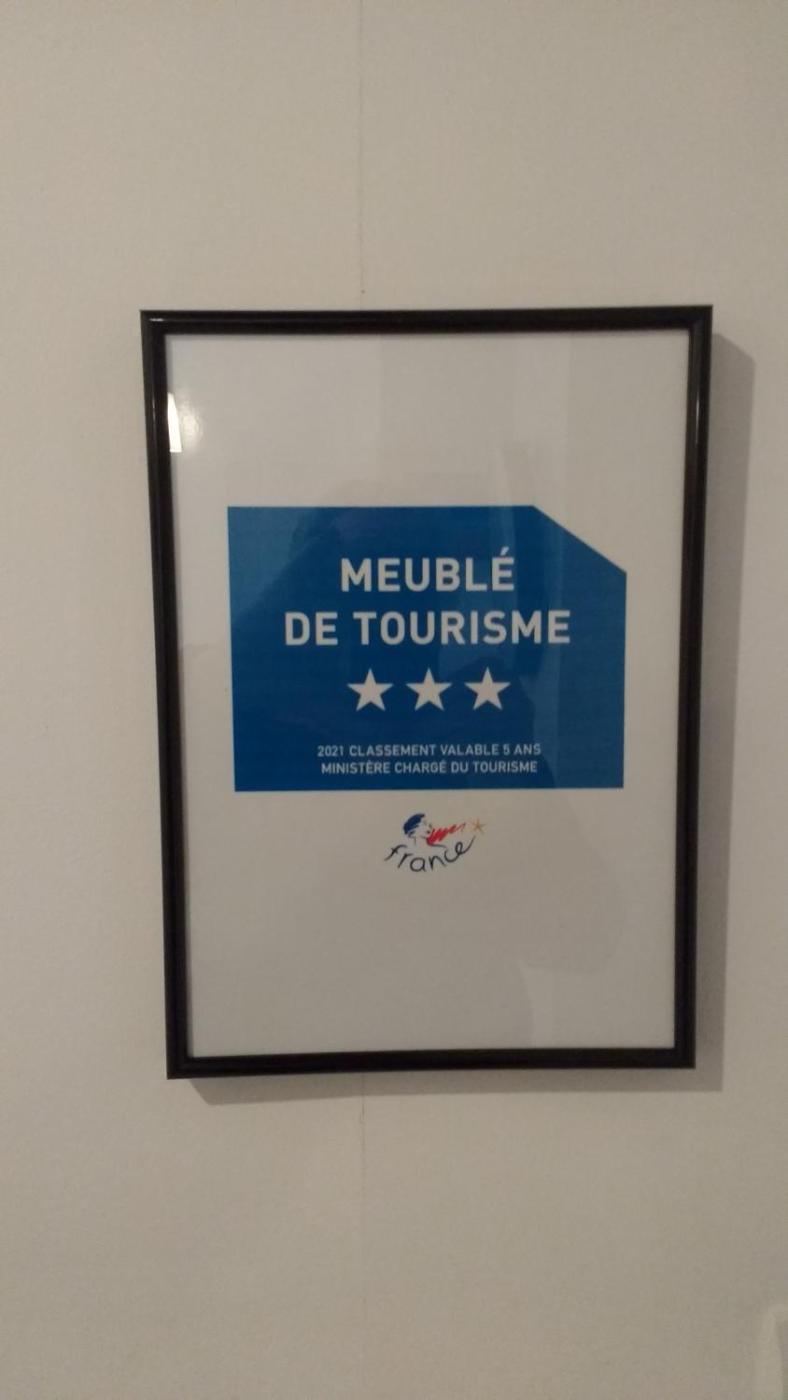 MEUBLÉ
DE TOURISME
2021 CLASSEMENT VALABLE 5 ANS
MINISTÈRE CHARGÉ DU TOURISME
france